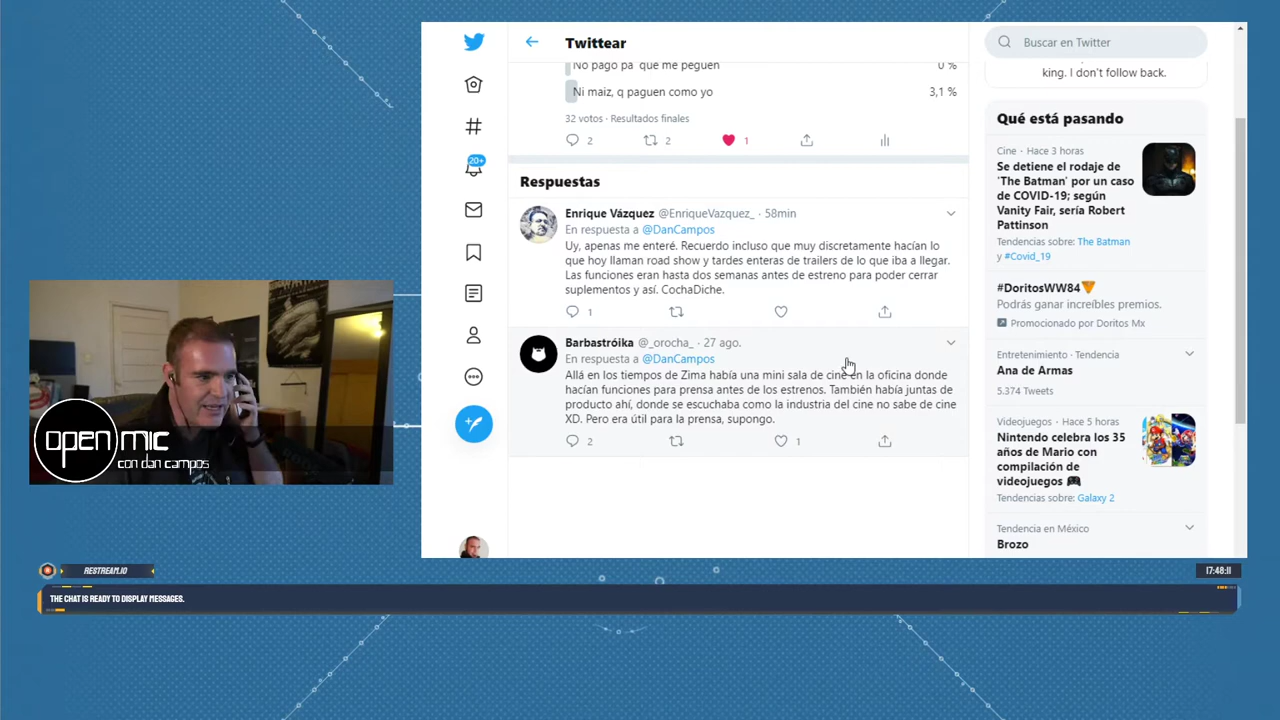 Twittear
No pago pa que me peguen 0 %
Ni maiz, q paguen como yo 3,1 %
32 votos · Resultados finales
2 2 1
Respuestas
Enrique Vázquez @EnriqueVazquez_ · 58min
En respuesta a @DanCampos
Uy, apenas me enteré. Recuerdo incluso que muy discretamente hacían lo
que hoy llaman road show y tardes enteras de trailers de lo que iba a llegar.
Las funciones eran hasta dos semanas antes de estreno para poder cerrar
suplementos y así. CochaDiche.
1
Barbastróika @_orocha_ · 27 ago.
En respuesta a @DanCampos
Allá en los tiempos de Zima había una mini sala de cine en la oficina donde
hacían funciones para prensa antes de los estrenos. También había juntas de
producto ahí, donde se escuchaba como la industria del cine no sabe de cine
XD. Pero era útil para la prensa, supongo.
2 1
20+
Buscar en Twitter
king. I don't follow back.
Qué está pasando
Cine · Hace 3 horas
Se detiene el rodaje de
'The Batman' por un caso
de COVID-19; según
Vanity Fair, sería Robert
Pattinson
Tendencias sobre: The Batman
y #Covid_19
#DoritosWW84
Podrás ganar increíbles premios.
Promocionado por Doritos Mx
Entretenimiento · Tendencia
Ana de Armas
5.374 Tweets
Videojuegos · Hace 5 horas
Nintendo celebra los 35
años de Mario con
compilación de
videojuegos 🎮
Tendencias sobre: Galaxy 2
Tendencia en México
Brozo
open mic
con dan campos
RESTREAM.IO
17:48:11
THE CHAT IS READY TO DISPLAY MESSAGES.